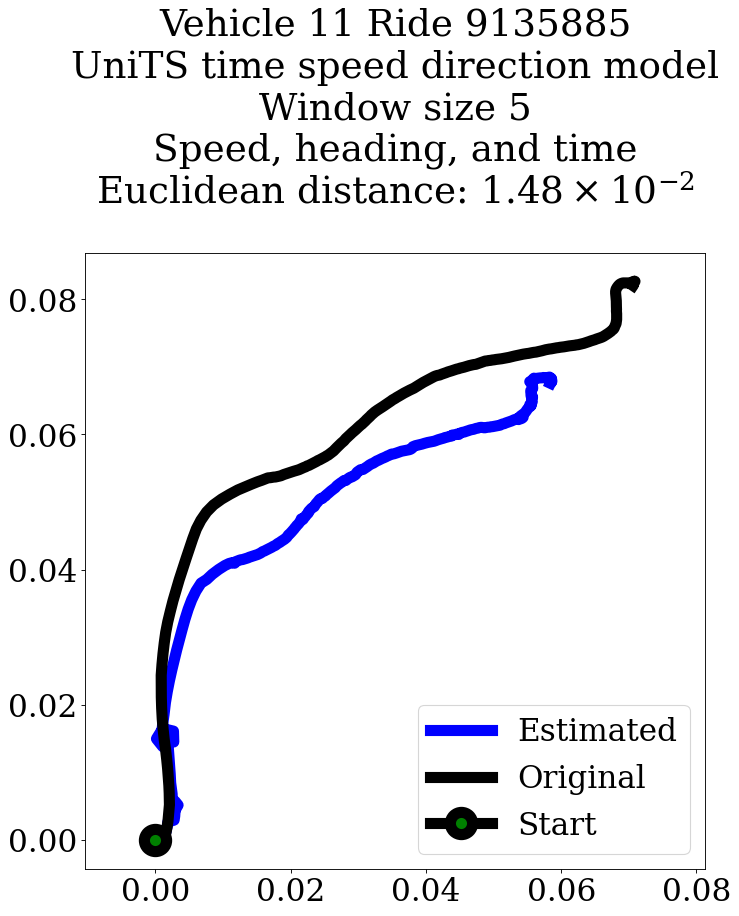 Vehicle 11 Ride 9135885
UniTS time speed direction model
Window size 5
Speed, heading, and time
Euclidean distance: 1.48 × 10⁻²
0.08
0.06
0.04
0.02
0.00
Estimated
Original
Start
0.00 0.02 0.04 0.06 0.08